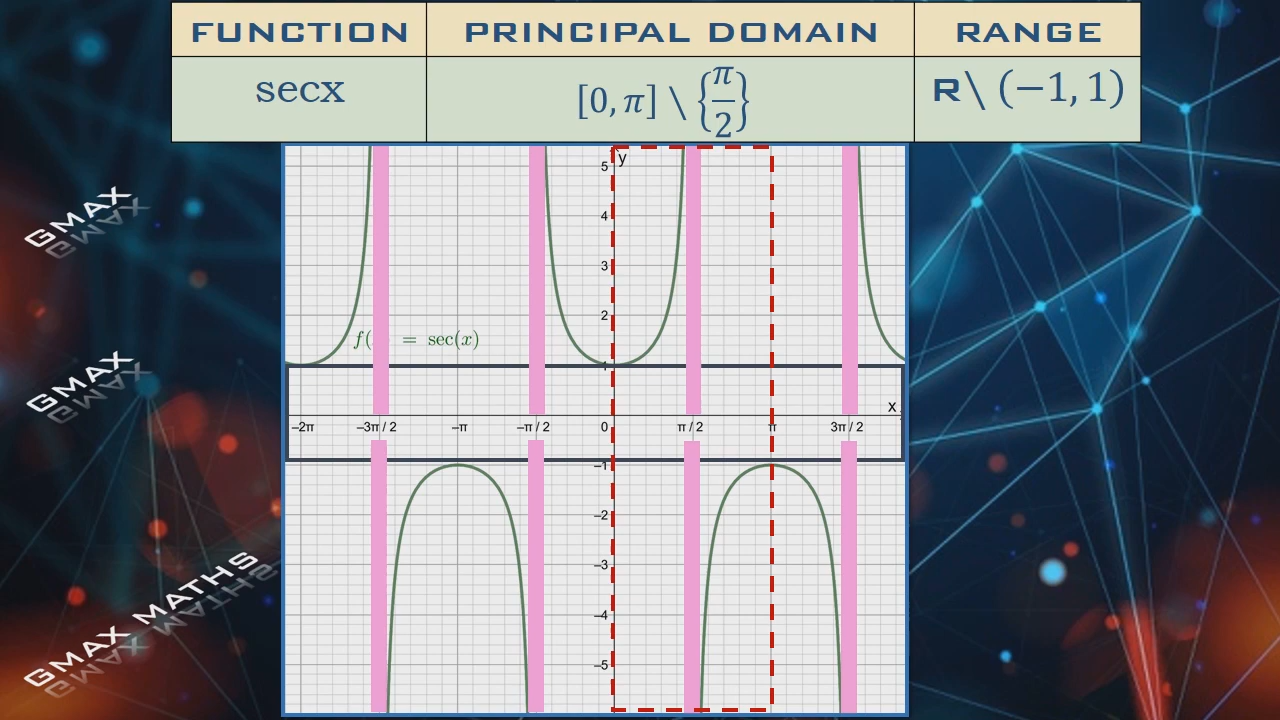 FUNCTION PRINCIPAL DOMAIN RANGE
secx [0, π] \ {π/2} R\ (−1, 1)
y
5
4
3
2
f( = sec(x)
1
x
−2π −3π / 2 −π −π / 2 0 π / 2 π 3π / 2
−1
−2
−3
−4
−5
GMAX
GMAX
GMAX MATHS